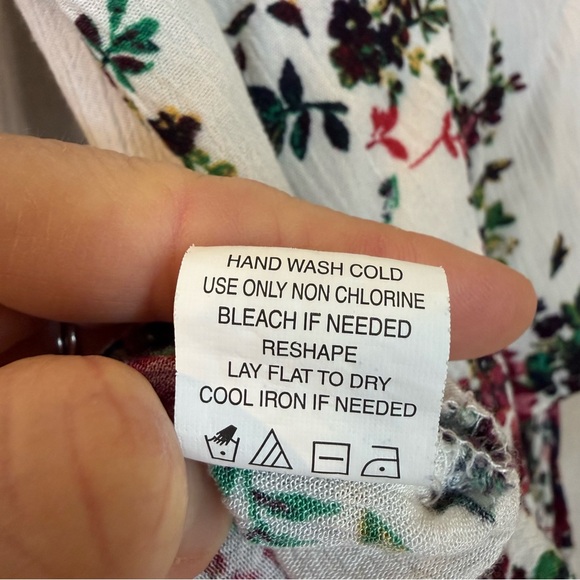 HAND WASH COLD
USE ONLY NON CHLORINE
BLEACH IF NEEDED
RESHAPE
LAY FLAT TO DRY
COOL IRON IF NEEDED